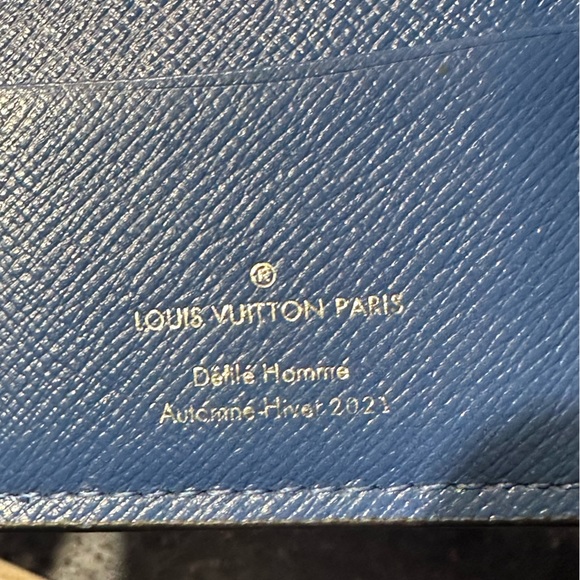 ®
LOUIS VUITTON PARIS
Défilé Homme
Automne-Hiver 2021